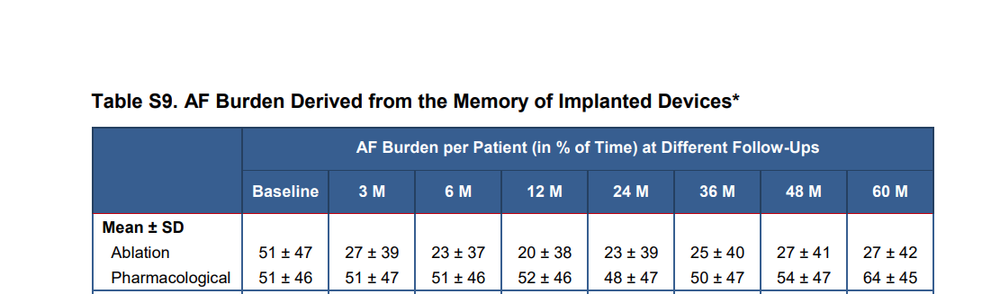 Table S9. AF Burden Derived from the Memory of Implanted Devices*
AF Burden per Patient (in % of Time) at Different Follow-Ups
Baseline 3 M 6 M 12 M 24 M 36 M 48 M 60 M
Mean ± SD
Ablation 51 ± 47 27 ± 39 23 ± 37 20 ± 38 23 ± 39 25 ± 40 27 ± 41 27 ± 42
Pharmacological 51 ± 46 51 ± 47 51 ± 46 52 ± 46 48 ± 47 50 ± 47 54 ± 47 64 ± 45